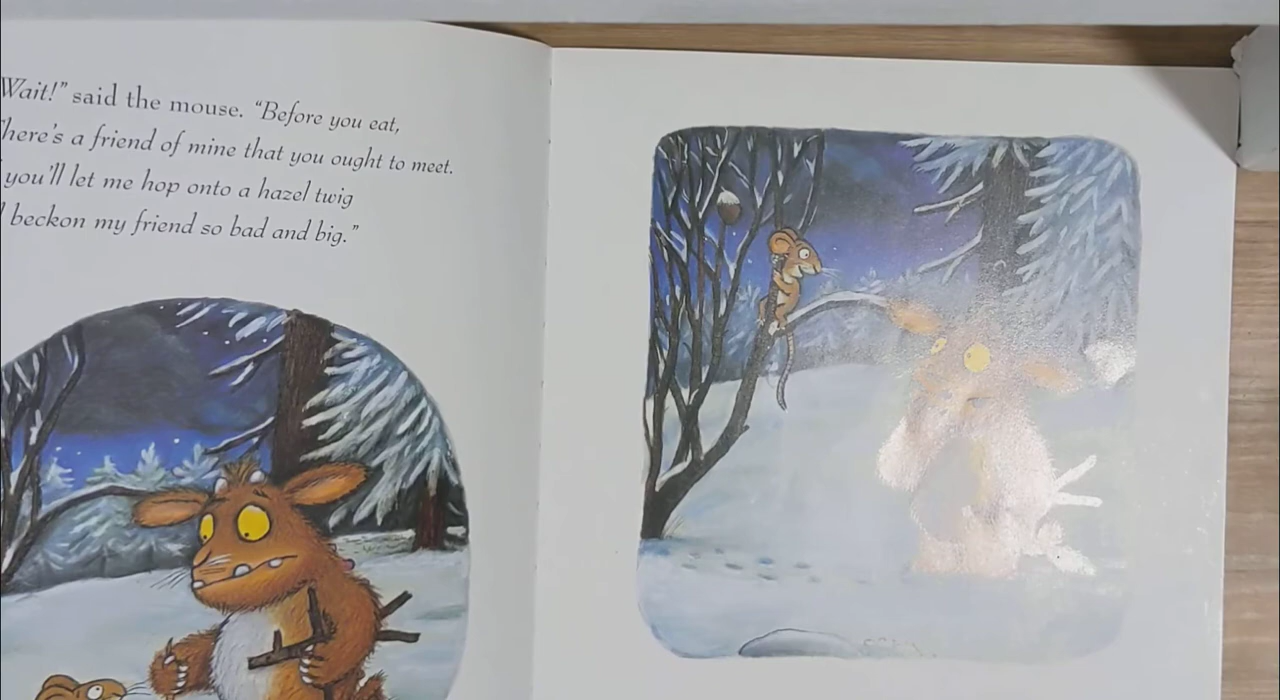 Wait!” said the mouse. “Before you eat,
here’s a friend of mine that you ought to meet.
you’ll let me hop onto a hazel twig
beckon my friend so bad and big.”